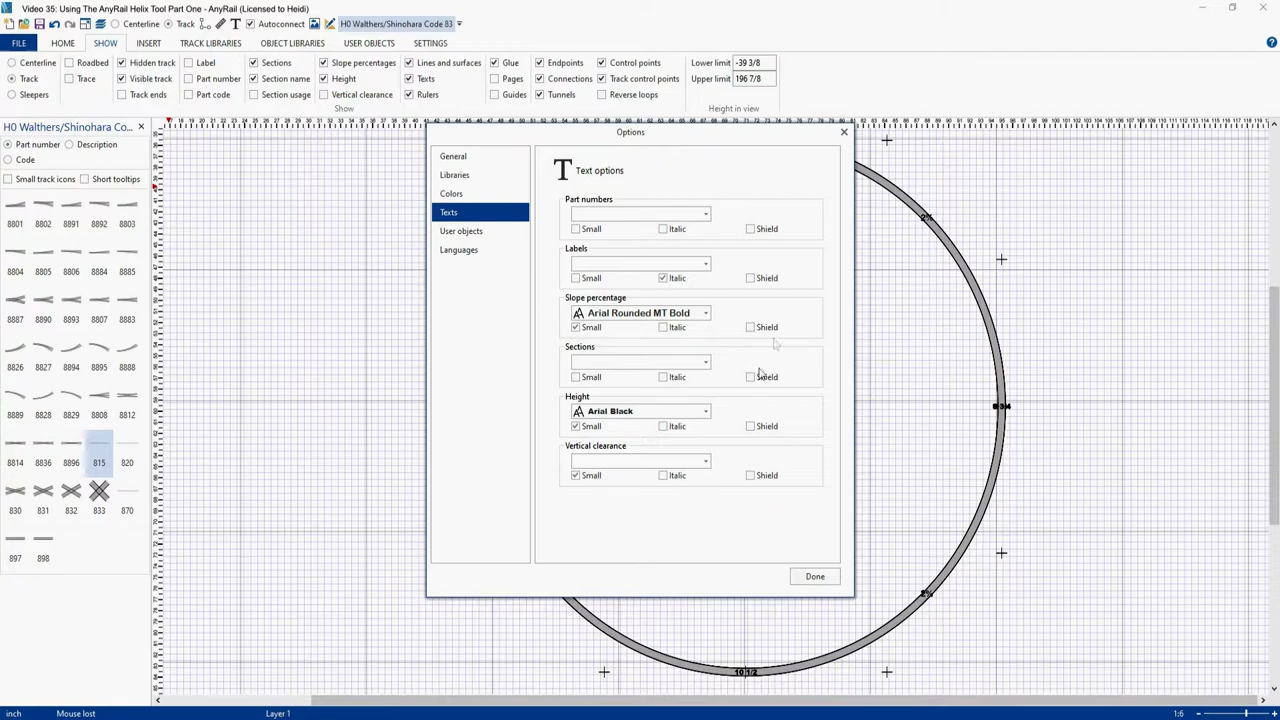 Video 35: Using The AnyRail Helix Tool Part One - AnyRail (Licensed to Heidi)
Centerline Track Autoconnect H0 Walthers/Shinohara Code 83
FILE HOME SHOW INSERT TRACK LIBRARIES OBJECT LIBRARIES USER OBJECTS SETTINGS
Centerline Roadbed Hidden track Label Sections Slope percentages Lines and surfaces Glue Endpoints Control points Lower limit -39 3/8
Track Trace Visible track Part number Section name Height Texts Pages Connections Track control points Upper limit 196 7/8
Sleepers Track ends Part code Section usage Vertical clearance Rulers Guides Tunnels Reverse loops
Show Height in view
H0 Walthers/Shinohara Co...
Part number Description
Code
Small track icons Short tooltips
8801 8802 8891 8892 8803
8804 8805 8806 8884 8885
8887 8890 8893 8807 8888
8826 8827 8828 8897 8894
8889 8828 8829 8808 8812
8814 8836 8896 815 820
830 831 832 833 870
897 898
Options
General
Libraries
Colors
Texts
User objects
Languages
T Text options
Part numbers
Small Italic Shield
Labels
Small Italic Shield
Slope percentage
Arial Rounded MT Bold
Small Italic Shield
Sections
Small Italic Shield
Height
Arial Black
Small Italic Shield
Vertical clearance
Small Italic Shield
Done
10 1/2
inch Mouse lost Layer 1 1:6